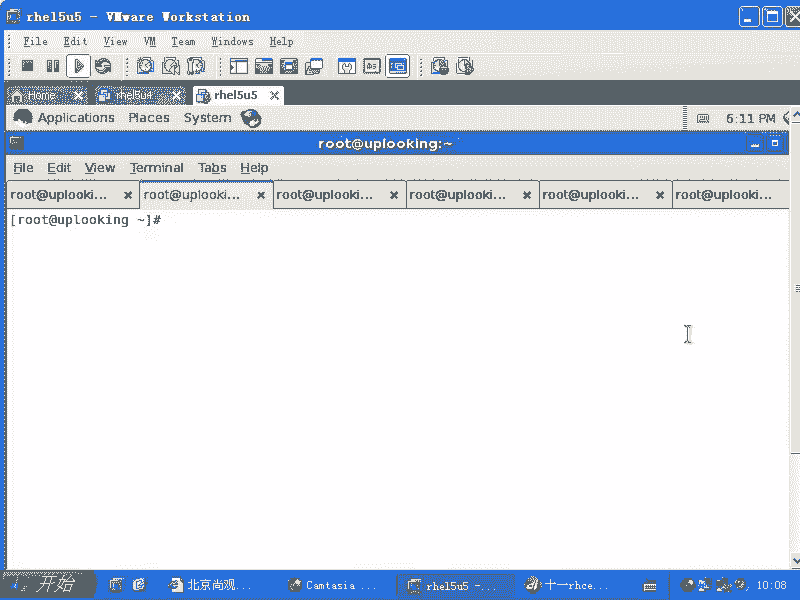 rhel5u5 - VMware Workstation
File Edit View VM Team Windows Help
Home rhel5u4 rhel5u5
Applications Places System 6:11 PM
root@uplooking:~
File Edit View Terminal Tabs Help
root@uplooki... root@uplooki... root@uplooki... root@uplooki... root@uplooki... root@uplooki...
[root@uplooking ~]#
开始 北京尚观... Camtasia ... rhel5u5 -... 十一rhce... 10:08